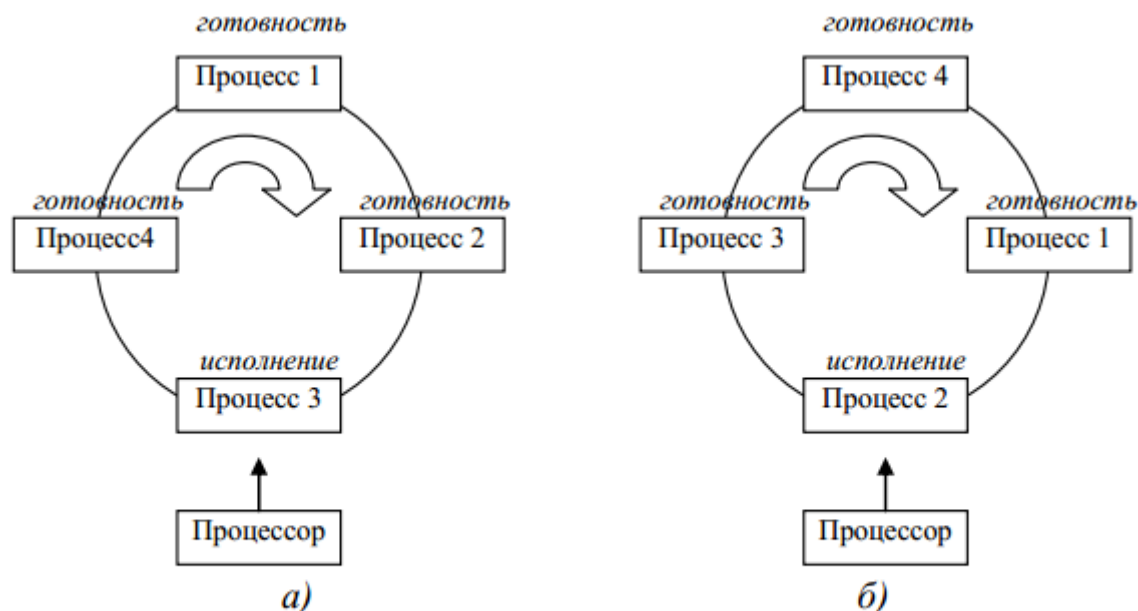 готовность
Процесс 1
готовность
Процесс4
готовность
Процесс 2
исполнение
Процесс 3
Процессор
а)
готовность
Процесс 4
готовность
Процесс 3
готовность
Процесс 1
исполнение
Процесс 2
Процессор
б)